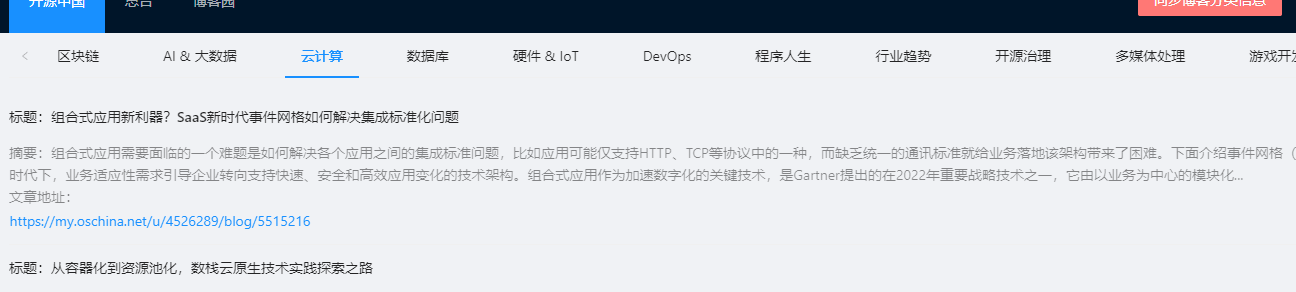 开源中国 思否 博客园 同步博客分类信息
区块链 AI & 大数据 云计算 数据库 硬件 & IoT DevOps 程序人生 行业趋势 开源治理 多媒体处理 游戏开发
标题：组合式应用新利器？SaaS新时代事件网格如何解决集成标准化问题
摘要：组合式应用需要面临的一个难题是如何解决各个应用之间的集成标准问题，比如应用可能仅支持HTTP、TCP等协议中的一种，而缺乏统一的通讯标准就给业务落地该架构带来了困难。下面介绍事件网格（
时代下，业务适应性需求引导企业转向支持快速、安全和高效应用变化的技术架构。组合式应用作为加速数字化的关键技术，是Gartner提出的在2022年重要战略技术之一，它由以业务为中心的模块化...
文章地址：
https://my.oschina.net/u/4526289/blog/5515216
标题：从容器化到资源池化，数栈云原生技术实践探索之路